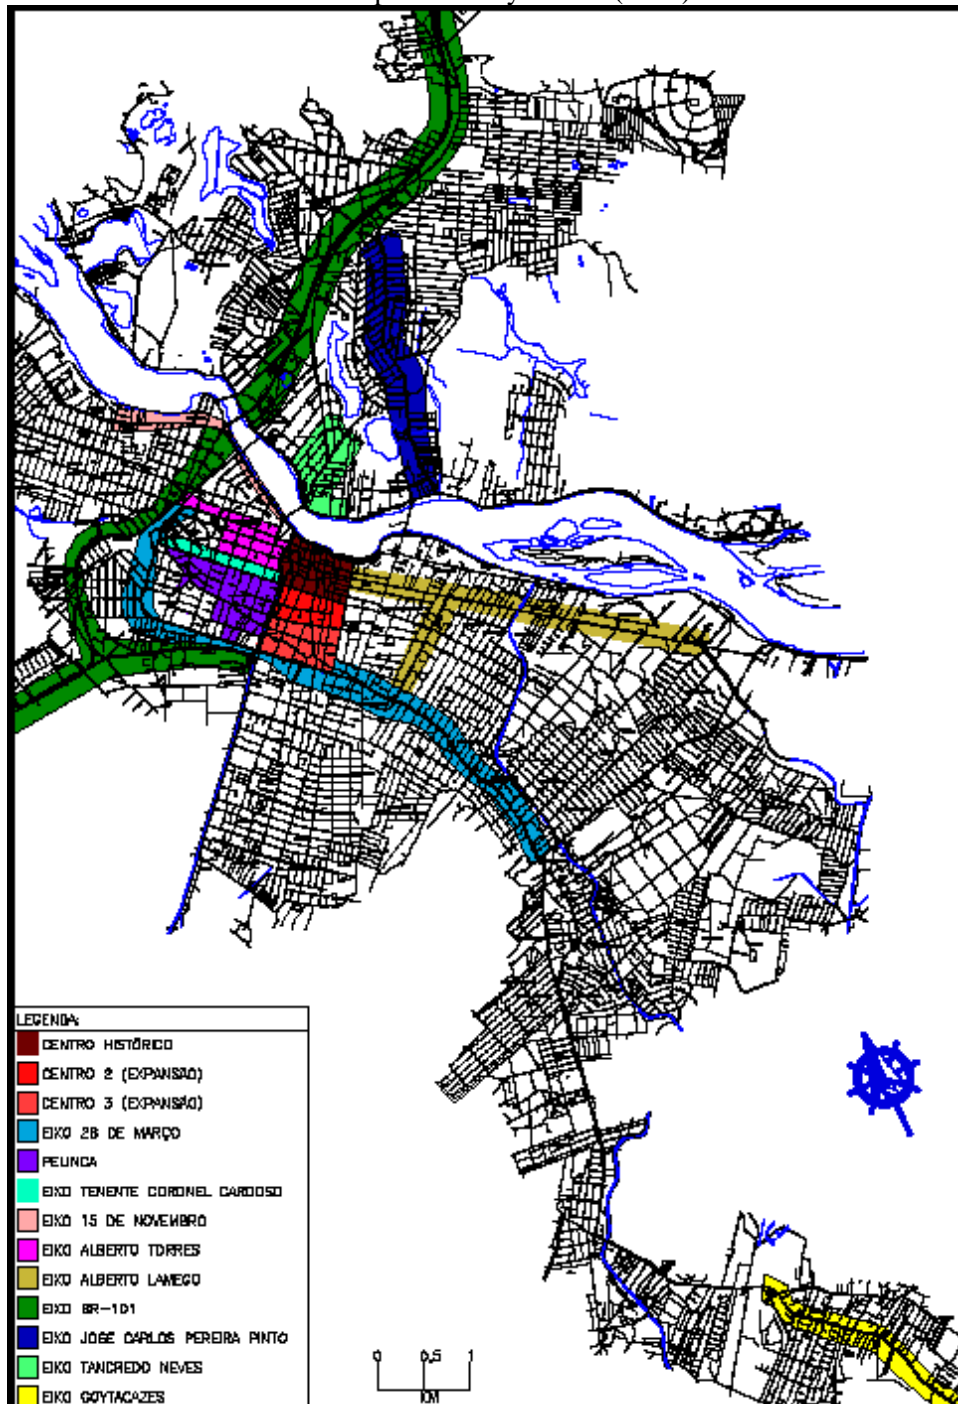 LEGENDA:
CENTRO HISTÓRICO
CENTRO 2 (EXPANSÃO)
CENTRO 3 (EXPANSÃO)
EIXO 28 DE MARÇO
PELINCA
EIXO TENENTE CORONEL CARDOSO
EIXO 15 DE NOVEMBRO
EIXO ALBERTO TORRES
EIXO ALBERTO LAMEGO
EIXO BR-101
EIXO JOSE CARLOS PEREIRA PINTO
EIXO TANCREDO NEVES
EIXO GOYTACAZES
0 0,5 1
KM